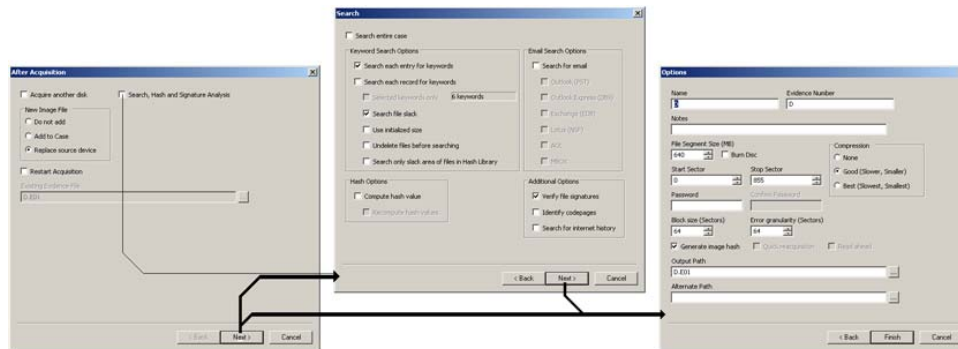 After Acquisition
Acquire another disk
Search, Hash and Signature Analysis
New Image File
Do not add
Add to Case
Replace source device
Restart Acquisition
Existing Evidence File
D.E01
...
< Back
Next >
Cancel
Search
Search entire case
Keyword Search Options
Search each entry for keywords
Search each record for keywords
Selected keywords only
6 keywords
Search file slack
Use initialized size
Undelete files before searching
Search only slack area of files in Hash Library
Hash Options
Compute hash value
Recompute hash values
Email Search Options
Search for email
Outlook (PST)
Outlook Express (DBX)
Exchange (EDB)
Lotus (NSF)
AOL
MBOX
Additional Options
Verify file signatures
Identify codepages
Search for internet history
< Back
Next >
Cancel
Options
Name
Evidence Number
D
D
Notes
File Segment Size (MB)
640
Burn Disc
Compression
None
Good (Slower, Smaller)
Best (Slowest, Smallest)
Start Sector
Stop Sector
0
855
Password
Confirm Password
Block size (Sectors)
Error granularity (Sectors)
64
64
Generate image hash
Quick reacquisition
Read ahead
Output Path
D.E01
...
Alternate Path
...
< Back
Finish
Cancel